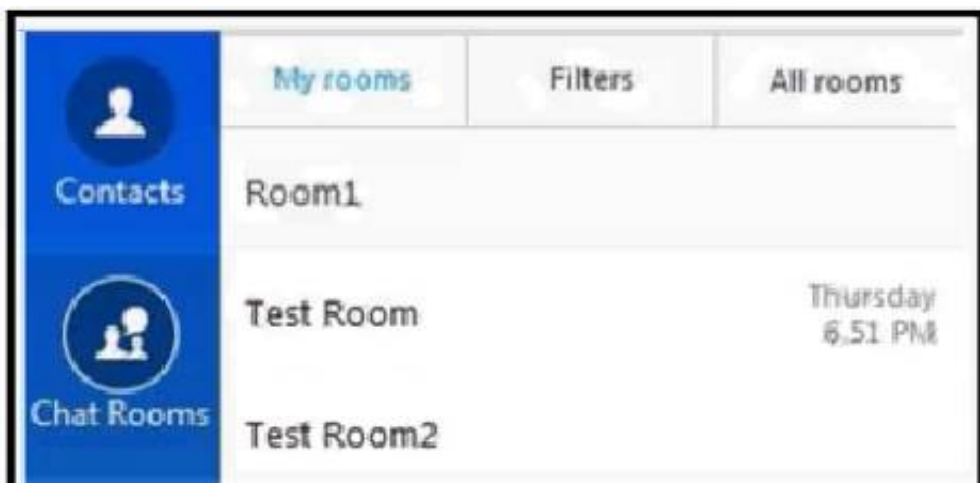 My rooms
Filters
All rooms
Contacts
Room1
Test Room
Thursday
6.51 PM
Chat Rooms
Test Room2